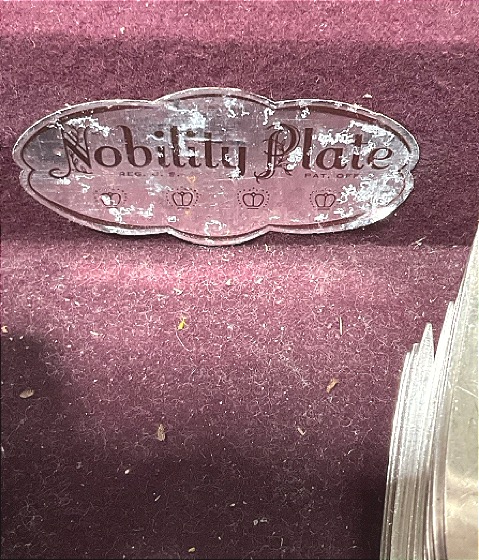 Nobility Plate
REG. U.S. PAT. OFF.